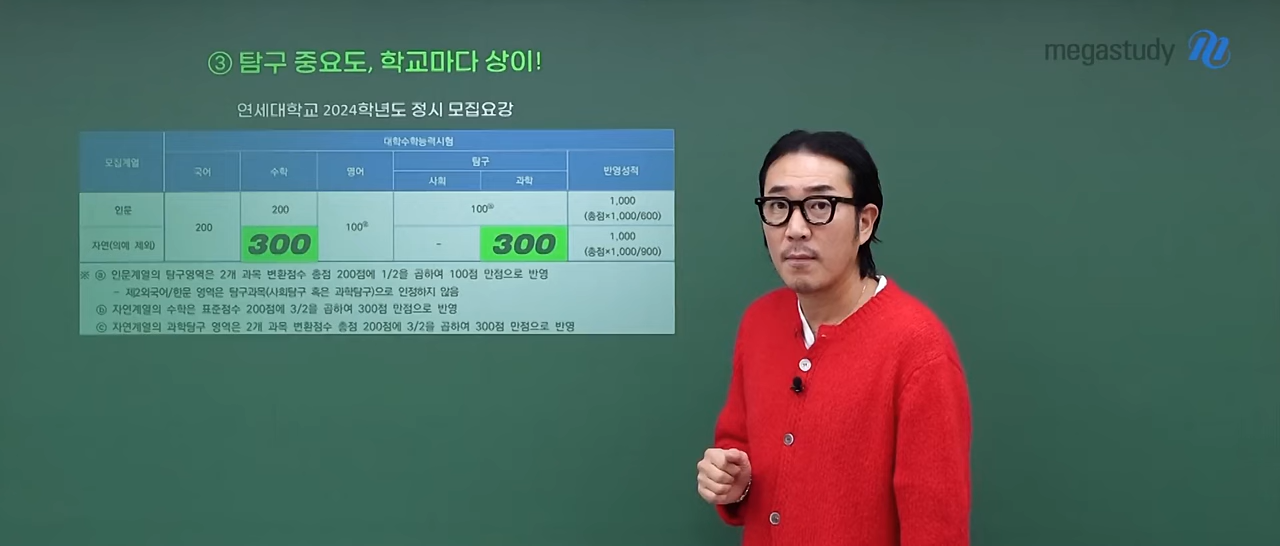 ③ 탐구 중요도, 학교마다 상이!
megastudy
연세대학교 2024학년도 정시 모집요강
모집계열 대학수학능력시험
국어 수학 영어 탐구 반영성적
사회 과학
인문 200 200 100ⓐ 100ⓐ 1,000
(총점×1,000/600)
자연(의예 제외) 300 - 300 1,000
(총점×1,000/900)
※ ⓐ 인문계열의 탐구영역은 2개 과목 변환점수 총점 200점에 1/2을 곱하여 100점 만점으로 반영
- 제2외국어/한문 영역은 탐구과목(사회탐구 혹은 과학탐구)으로 인정하지 않음
ⓑ 자연계열의 수학은 표준점수 200점에 3/2을 곱하여 300점 만점으로 반영
ⓒ 자연계열의 과학탐구 영역은 2개 과목 변환점수 총점 200점에 3/2을 곱하여 300점 만점으로 반영